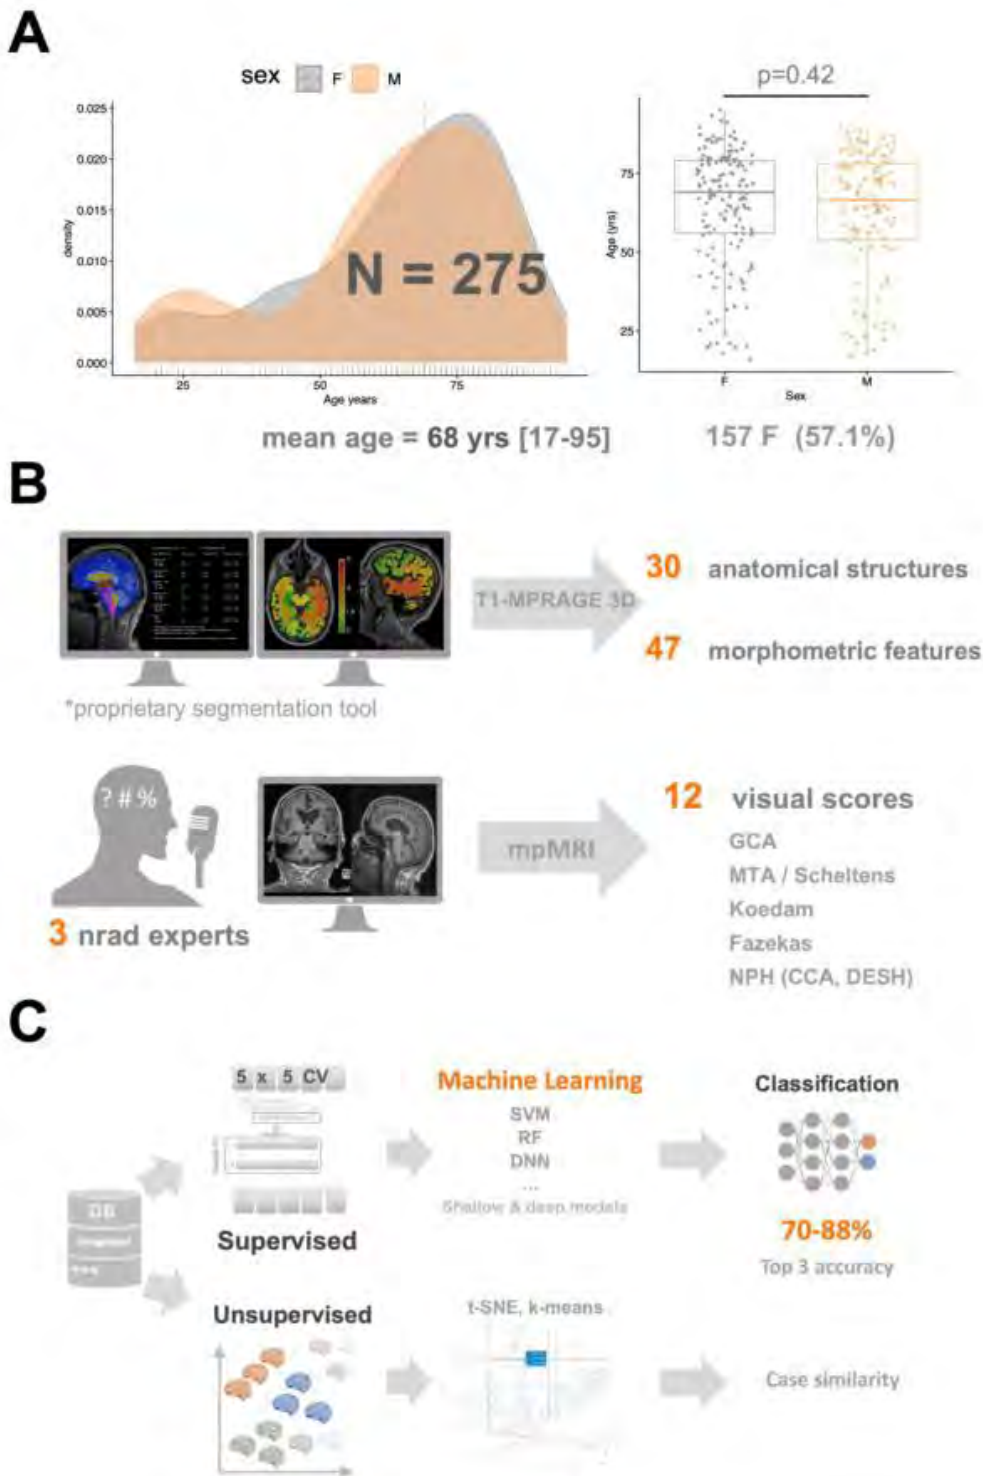 A
sex F M
p=0.42
0.025
0.020
0.015
0.010
0.005
0.000
density
N = 275
25 50 75
Age years
75
50
25
Age (yrs)
F M
Sex
mean age = 68 yrs [17-95]
157 F (57.1%)
B
T1-MPRAGE 3D
30 anatomical structures
47 morphometric features
*proprietary segmentation tool
? # %
3 nrad experts
mpMRI
12 visual scores
GCA
MTA / Scheltens
Koedam
Fazekas
NPH (CCA, DESH)
C
5 x 5 CV
Machine Learning
SVM
RF
DNN
...
Shallow & deep models
Classification
70-88%
Top 3 accuracy
DB
Supervised
Unsupervised
t-SNE, k-means
Case similarity